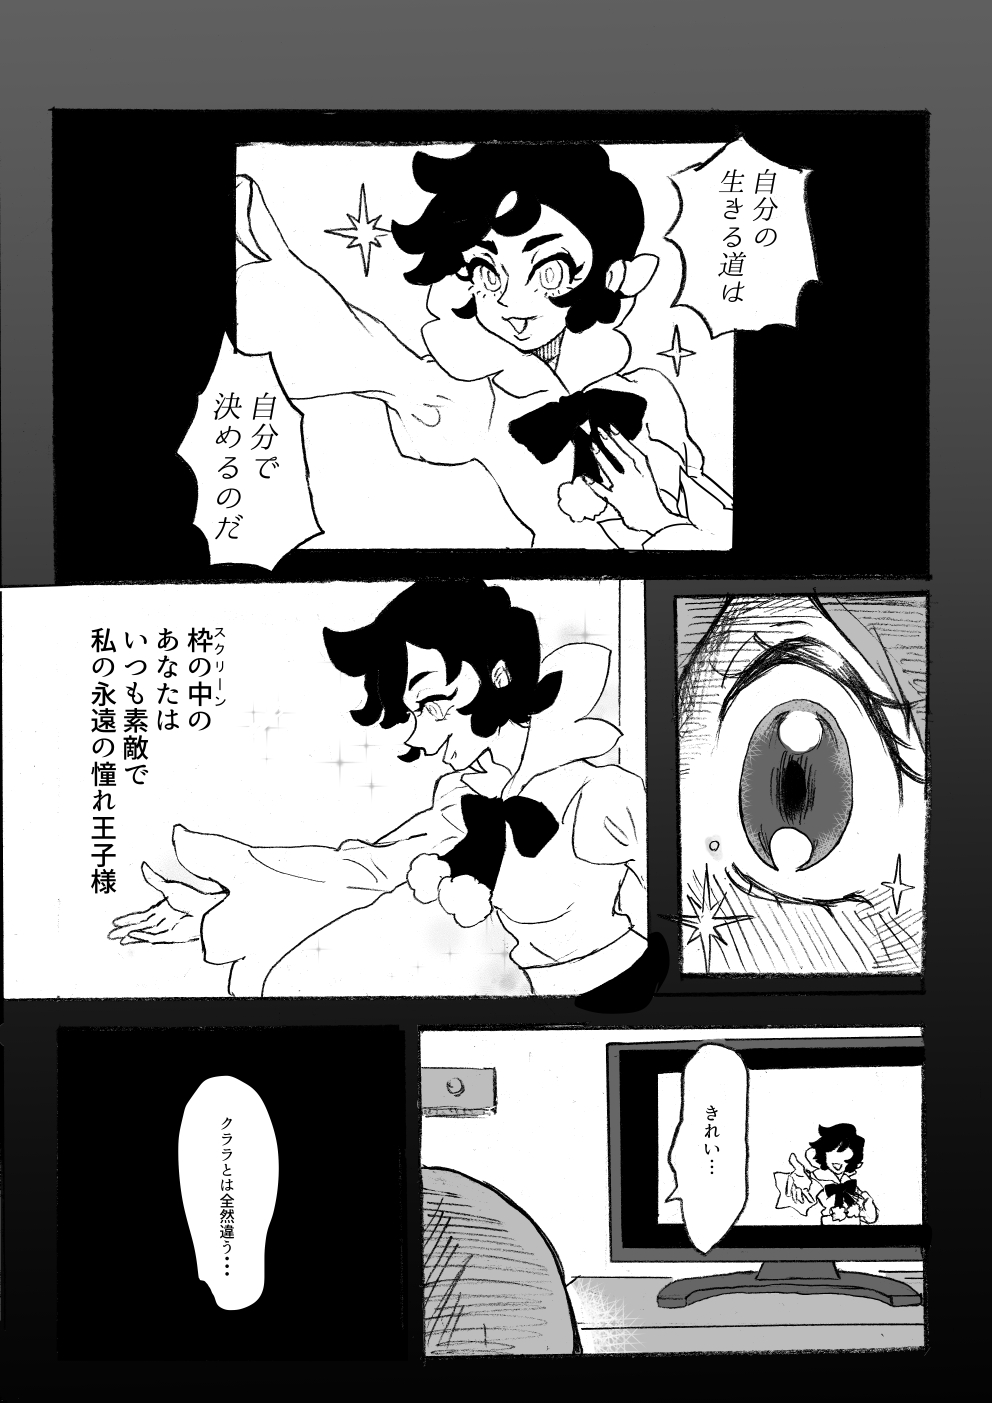 自分の
生きる道は
自分で
決めるのだ
枠の中の
スクリーン
あなたは
いつも素敵で
私の永遠の憧れ王子様
きれい…
クララとは全然違う…